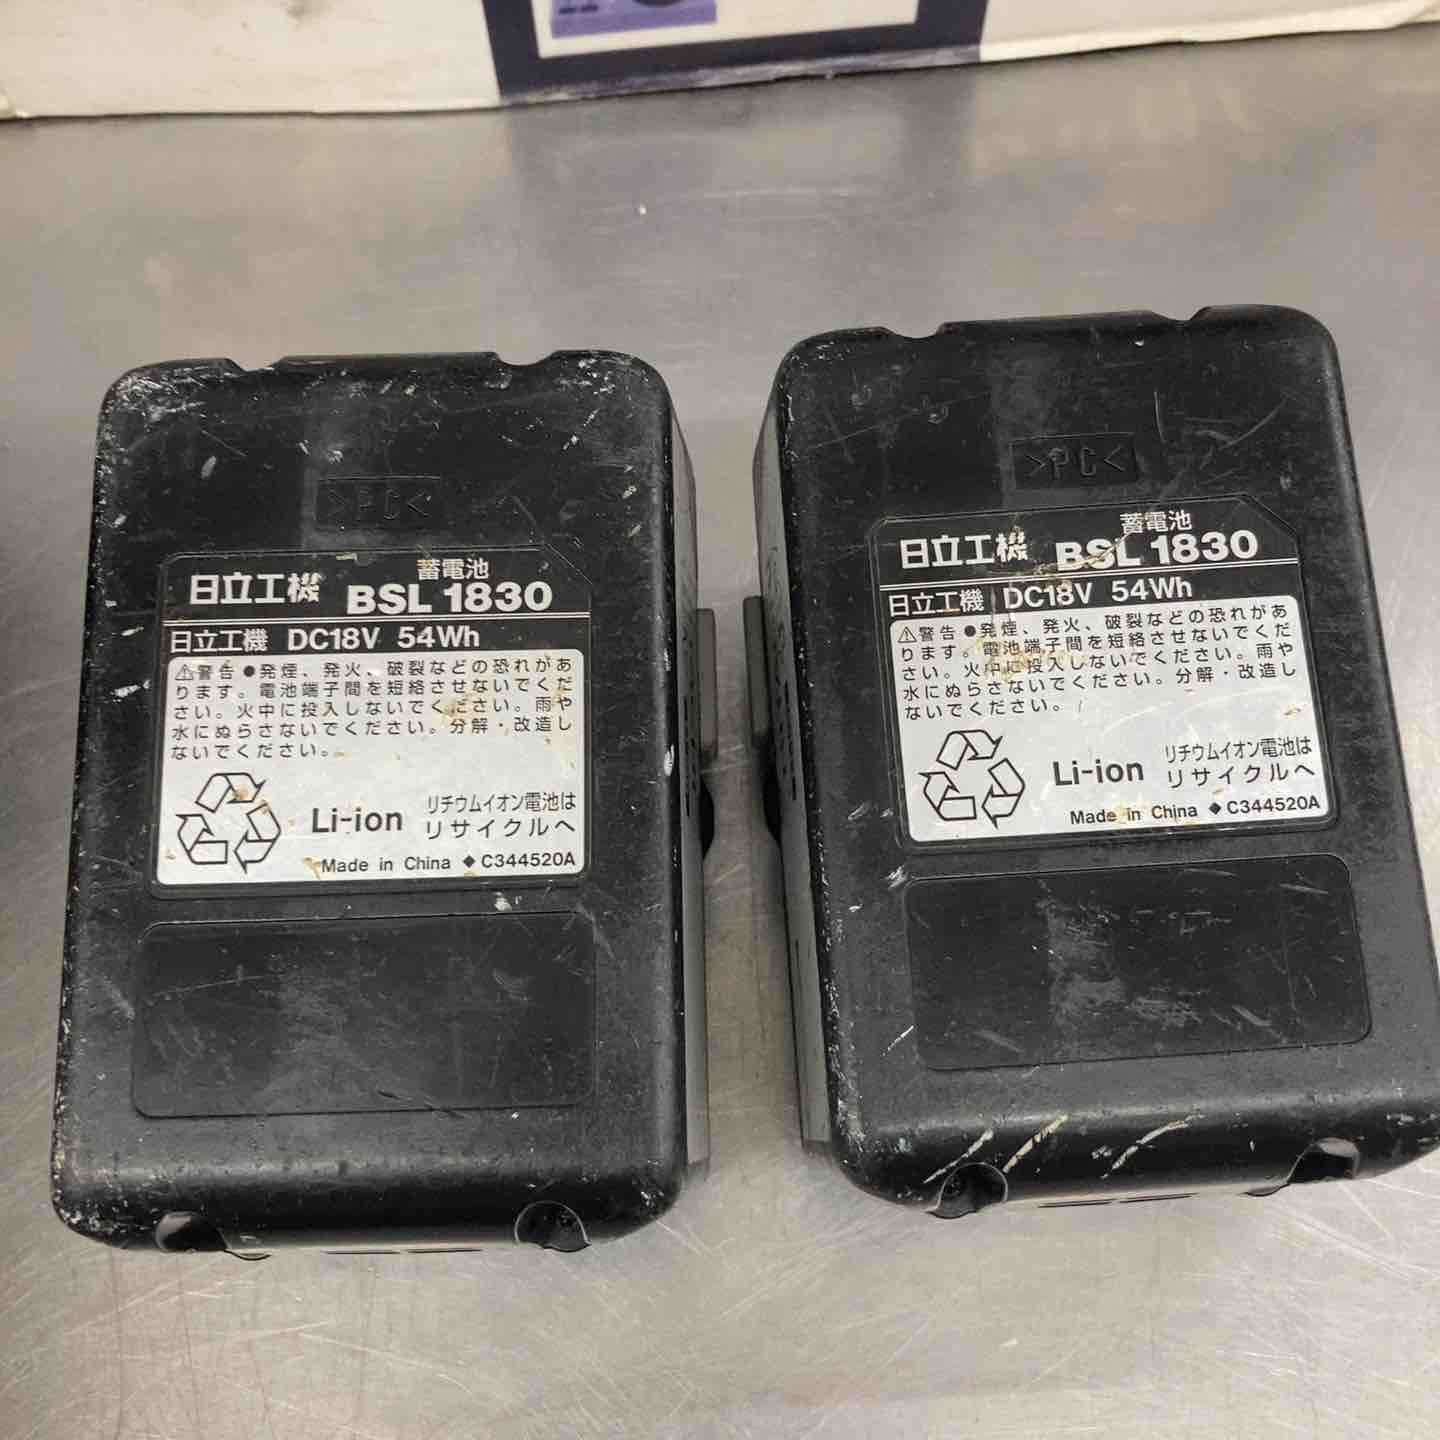 >PC<
蓄電池
日立工機 BSL 1830
日立工機 DC18V 54Wh
⚠警告 ●発煙、発火、破裂などの恐れがあ
ります。電池端子間を短絡させないでくだ
さい。火中に投入しないでください。雨や
水にぬらさないでください。分解・改造し
ないでください。
Li-ion リチウムイオン電池は
リサイクルへ
Made in China ◆ C344520A
>PC<
蓄電池
日立工機 BSL 1830
日立工機 DC18V 54Wh
⚠警告 ●発煙、発火、破裂などの恐れがあ
ります。電池端子間を短絡させないでくだ
さい。火中に投入しないでください。雨や
水にぬらさないでください。分解・改造し
ないでください。
Li-ion リチウムイオン電池は
リサイクルへ
Made in China ◆ C344520A